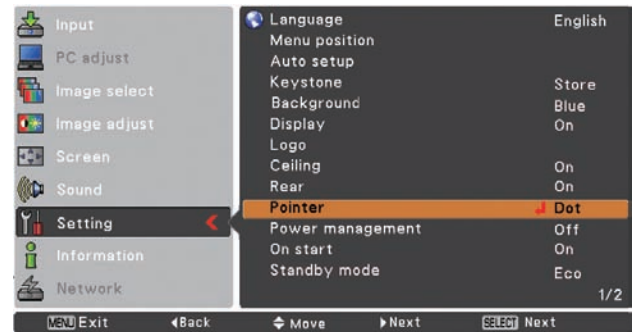 Input
PC adjust
Image select
Image adjust
Screen
Sound
Setting
Information
Network
Language English
Menu position
Auto setup
Keystone Store
Background Blue
Display On
Logo
Ceiling On
Rear On
Pointer Dot
Power management Off
On start On
Standby mode Eco
1/2
MENU Exit Back Move Next SELECT Next